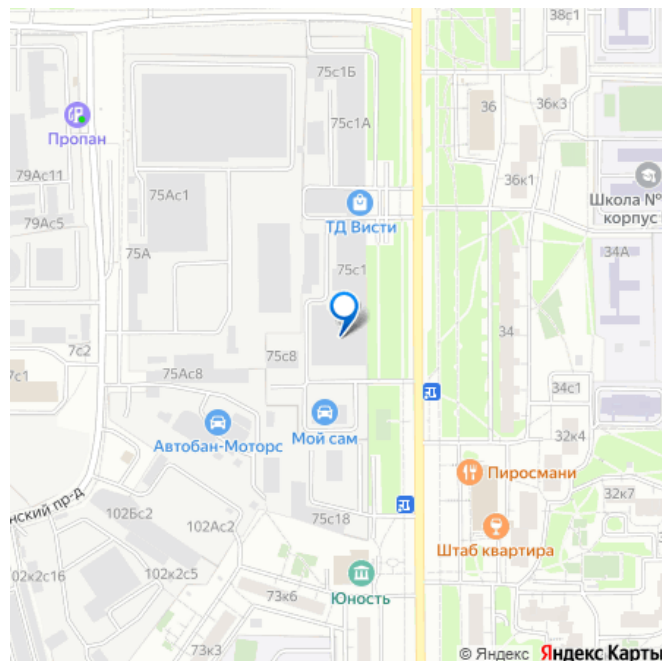 38с1
75с1Б
36
36к3
Пропан
75с1А
79Ас11
36к1
Школа №
корпус
75Ас1
79Ас5
ТД Висти
75А
34А
75с1
34
7с2
75с8
7с1
75Ас8
34с1
Автобан-Моторс
Мой сам
32к4
Пиросмани
нский пр-д
102Бс2
32к7
102Ас2
75с18
Штаб квартира
02к2с16
102к2с5
73к6
Юность
73к3
© Яндекс Яндекс Карты